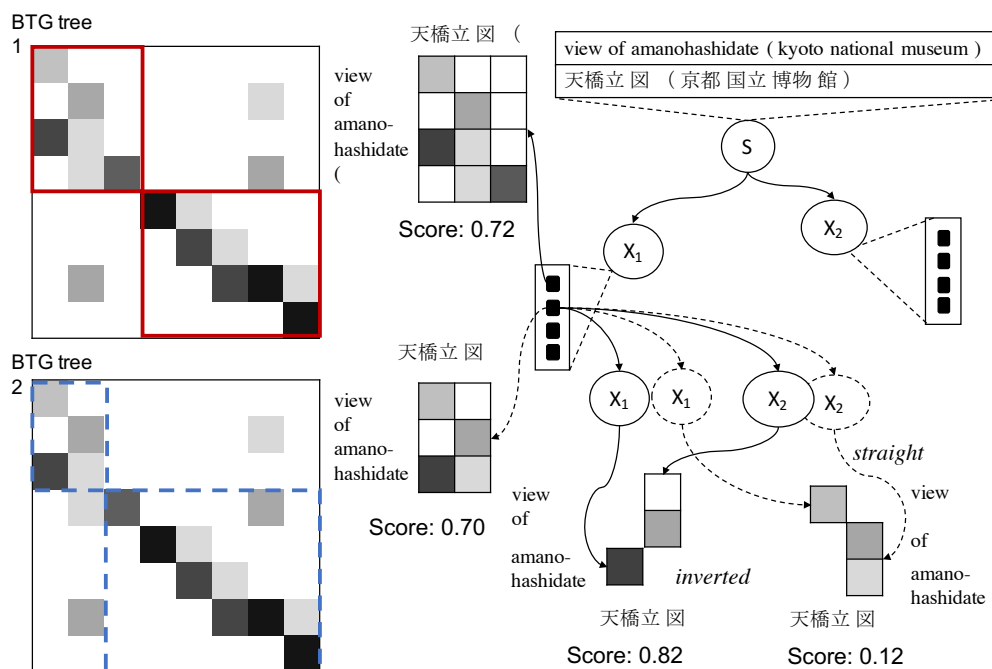 BTG tree
1
天橋立 図 (
view
of
amano-
hashidate
(
Score: 0.72
view of amanohashidate ( kyoto national museum )
天橋立 図 ( 京都 国立 博物 館 )
S
X1
X2
BTG tree
2
天橋立 図
view
of
amano-
hashidate
Score: 0.70
X1
X1
X2
X2
straight
inverted
view
of
amano-
hashidate
天橋立 図
Score: 0.82
view
of
amano-
hashidate
天橋立 図
Score: 0.12